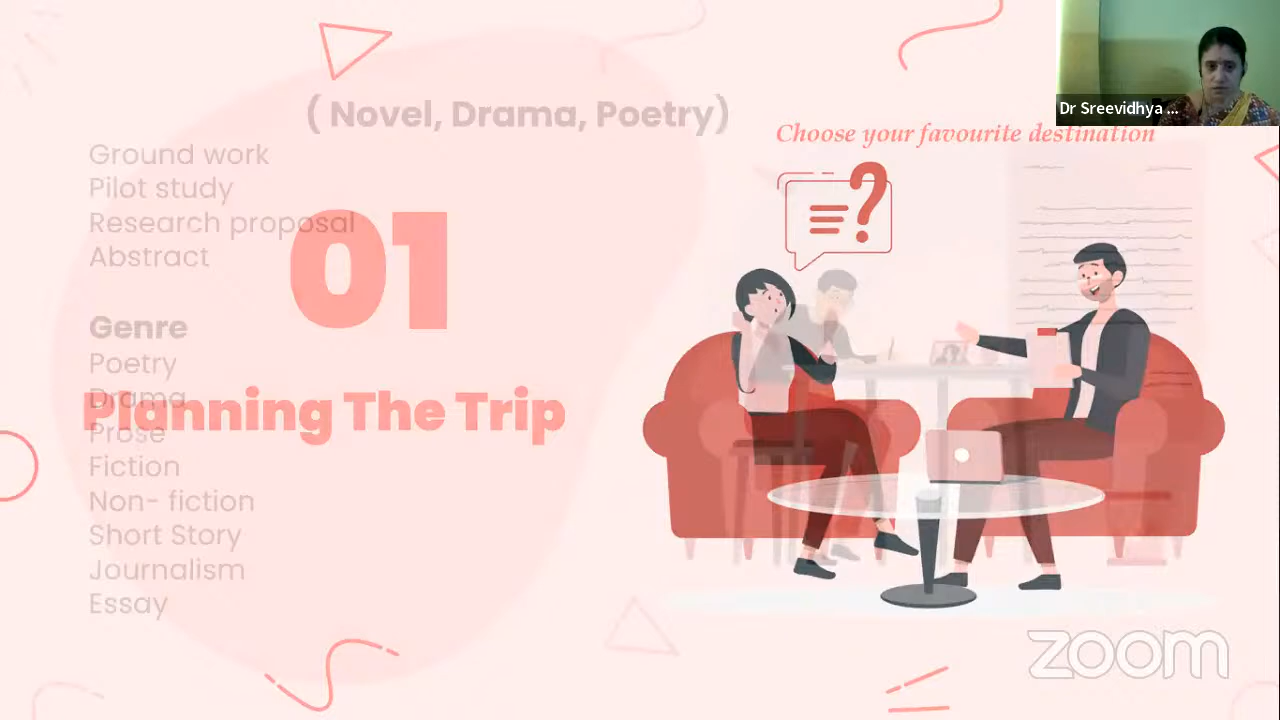 ( Novel, Drama, Poetry)
Choose your favourite destination
Ground work
Pilot study
Research proposal
Abstract
01
Genre
Poetry
Drama
Planning The Trip
Prose
Fiction
Non- fiction
Short Story
Journalism
Essay
Dr Sreevidhya ...
zoom